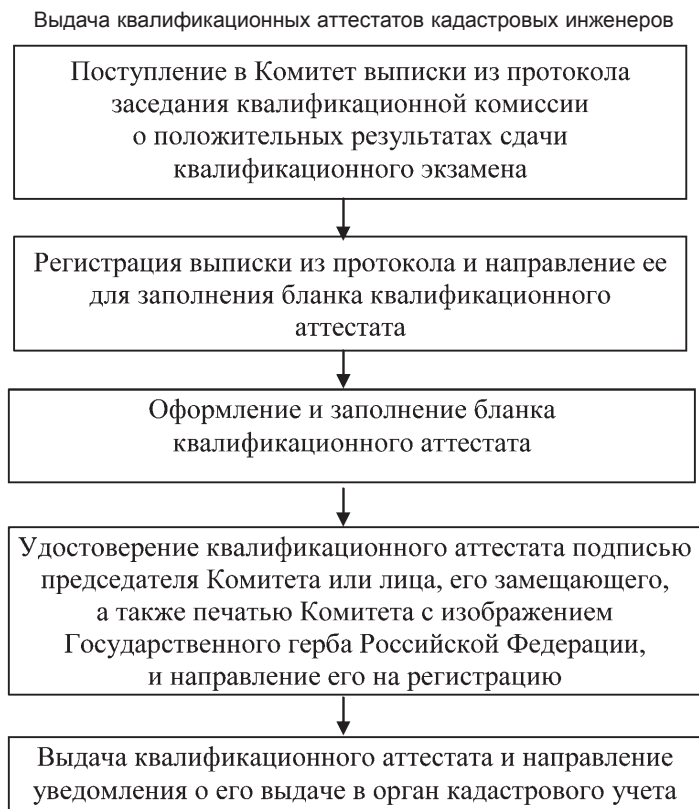 Выдача квалификационных аттестатов кадастровых инженеров
Поступление в Комитет выписки из протокола
заседания квалификационной комиссии
о положительных результатах сдачи
квалификационного экзамена
Регистрация выписки из протокола и направление ее
для заполнения бланка квалификационного
аттестата
Оформление и заполнение бланка
квалификационного аттестата
Удостоверение квалификационного аттестата подписью
председателя Комитета или лица, его замещающего,
а также печатью Комитета с изображением
Государственного герба Российской Федерации,
и направление его на регистрацию
Выдача квалификационного аттестата и направление
уведомления о его выдаче в орган кадастрового учета